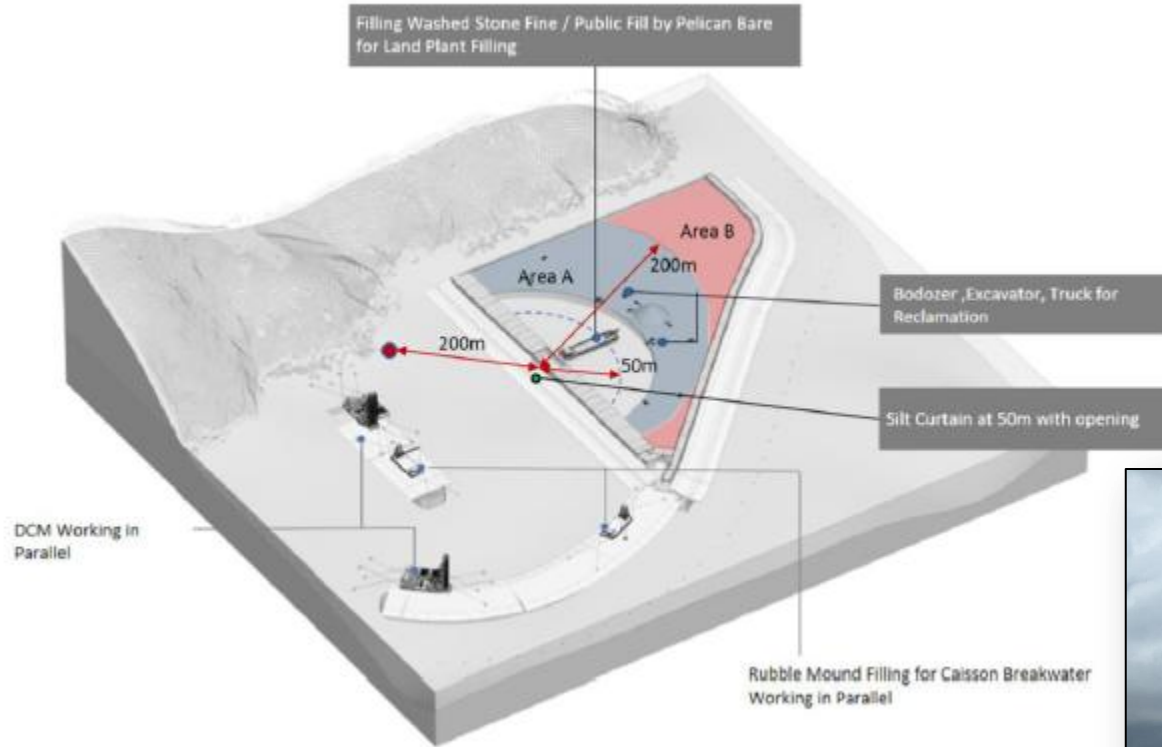 Filling Washed Stone Fine / Public Fill by Pelican Bare
for Land Plant Filling
Area B
Area A
200m
Bodozer ,Excavator, Truck for
Reclamation
200m
50m
Silt Curtain at 50m with opening
DCM Working in
Parallel
Rubble Mound Filling for Caisson Breakwater
Working in Parallel